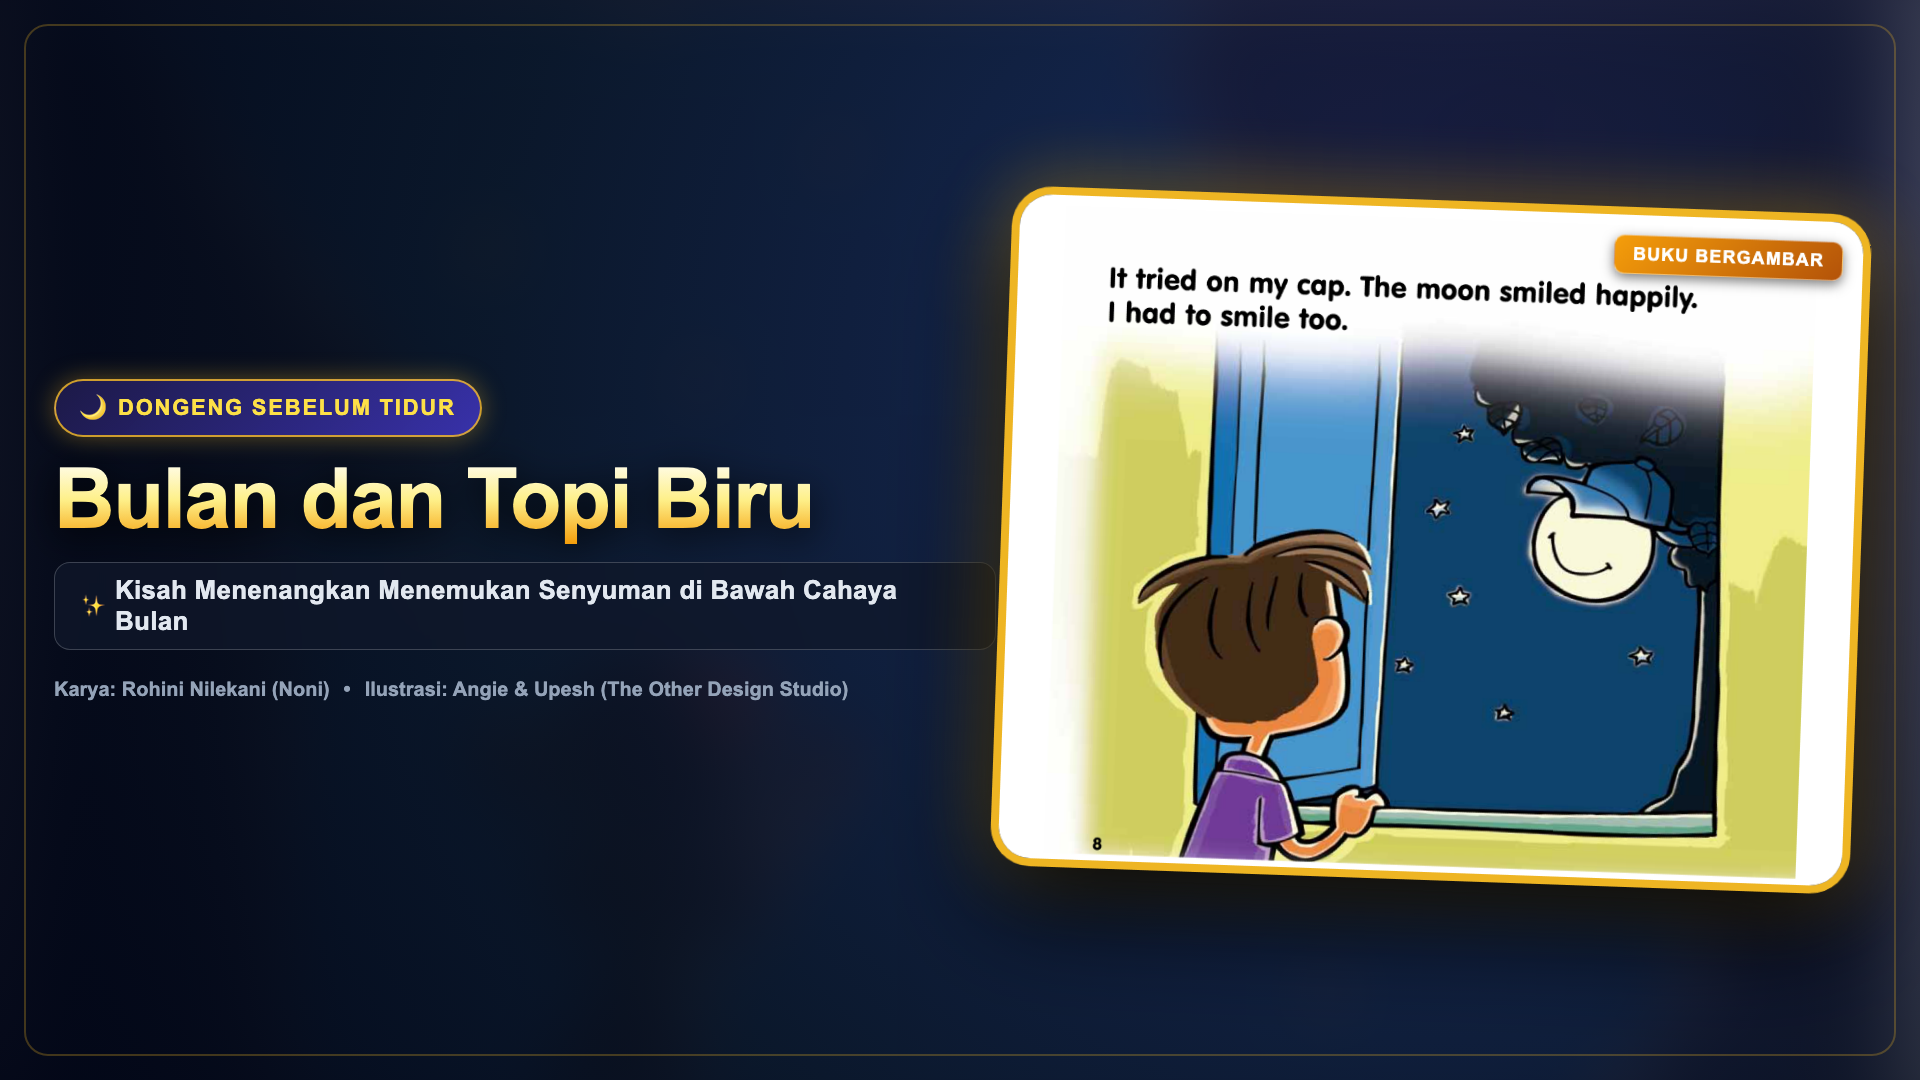 🌙 DONGENG SEBELUM TIDUR
Bulan dan Topi Biru
✨ Kisah Menenangkan Menemukan Senyuman di Bawah Cahaya
Bulan
Karya: Rohini Nilekani (Noni) • Ilustrasi: Angie & Upesh (The Other Design Studio)
BUKU BERGAMBAR
It tried on my cap. The moon smiled happily.
I had to smile too.
8